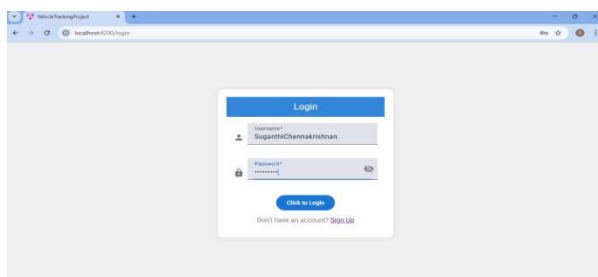 VehicleTrackingProject
localhost:4200/login
Login
Username*
SuganthiChennakrishnan
Password*
•••••••••
Click to Login
Don't have an account? Sign Up